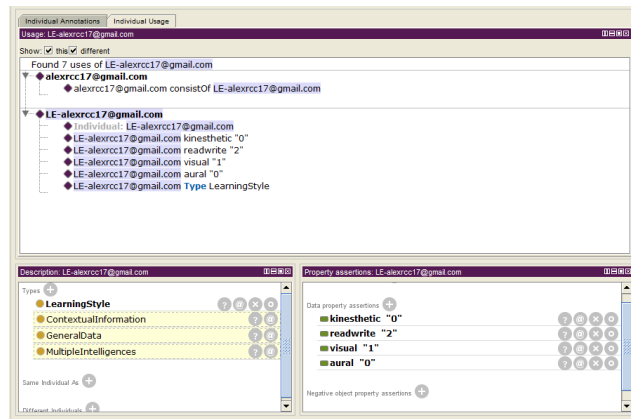 Individual Annotations Individual Usage
Usage: LE-alexrcc17@gmail.com
Show: this different
Found 7 uses of LE-alexrcc17@gmail.com
alexrcc17@gmail.com
alexrcc17@gmail.com consistOf LE-alexrcc17@gmail.com
LE-alexrcc17@gmail.com
Individual: LE-alexrcc17@gmail.com
LE-alexrcc17@gmail.com kinesthetic "0"
LE-alexrcc17@gmail.com readwrite "2"
LE-alexrcc17@gmail.com visual "1"
LE-alexrcc17@gmail.com aural "0"
LE-alexrcc17@gmail.com Type LearningStyle
Description: LE-alexrcc17@gmail.com
Types
LearningStyle
ContextualInformation
GeneralData
MultipleIntelligences
Same Individual As
Different Individuals
Property assertions: LE-alexrcc17@gmail.com
Data property assertions
kinesthetic "0"
readwrite "2"
visual "1"
aural "0"
Negative object property assertions